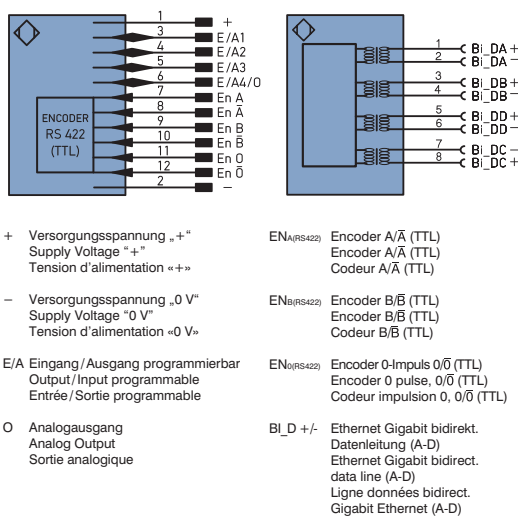 1 +
3 E/A1
4 E/A2
5 E/A3
6 E/A4/O
7 En A
8 En A̅
9 En B
10 En B̅
11 En 0
12 En 0̅
2 −
ENCODER
RS 422
(TTL)
1 Bi_DA +
2 Bi_DA −
3 Bi_DB +
4 Bi_DB −
5 Bi_DD +
6 Bi_DD −
7 Bi_DC −
8 Bi_DC +
+ Versorgungsspannung „+“
Supply Voltage “+”
Tension d’alimentation «+»
− Versorgungsspannung „0 V“
Supply Voltage “0 V”
Tension d’alimentation «0 V»
E/A Eingang/Ausgang programmierbar
Output/Input programmable
Entrée/Sortie programmable
O Analogausgang
Analog Output
Sortie analogique
ENA(RS422) Encoder A/A̅ (TTL)
Encoder A/A̅ (TTL)
Codeur A/A̅ (TTL)
ENB(RS422) Encoder B/B̅ (TTL)
Encoder B/B̅ (TTL)
Codeur B/B̅ (TTL)
EN0(RS422) Encoder 0-Impuls 0/0̅ (TTL)
Encoder 0 pulse, 0/0̅ (TTL)
Codeur impulsion 0, 0/0̅ (TTL)
BI_D +/- Ethernet Gigabit bidirekt.
Datenleitung (A-D)
Ethernet Gigabit bidirect.
data line (A-D)
Ligne données bidirect.
Gigabit Ethernet (A-D)